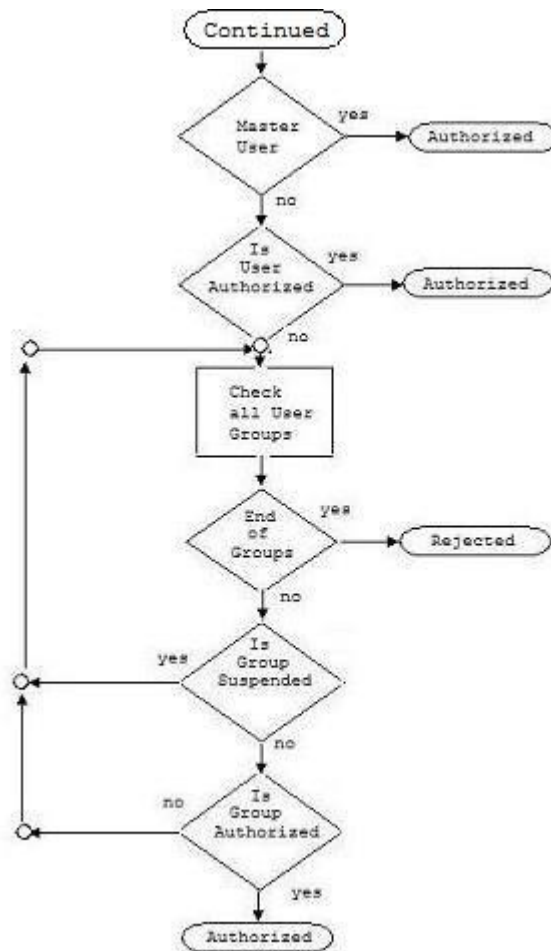 Continued
yes
Master
User
Authorized
no
Is
User
Authorized
yes
Authorized
no
Check
all User
Groups
yes
End
of
Groups
Rejected
no
yes
Is
Group
Suspended
no
no
Is
Group
Authorized
yes
Authorized